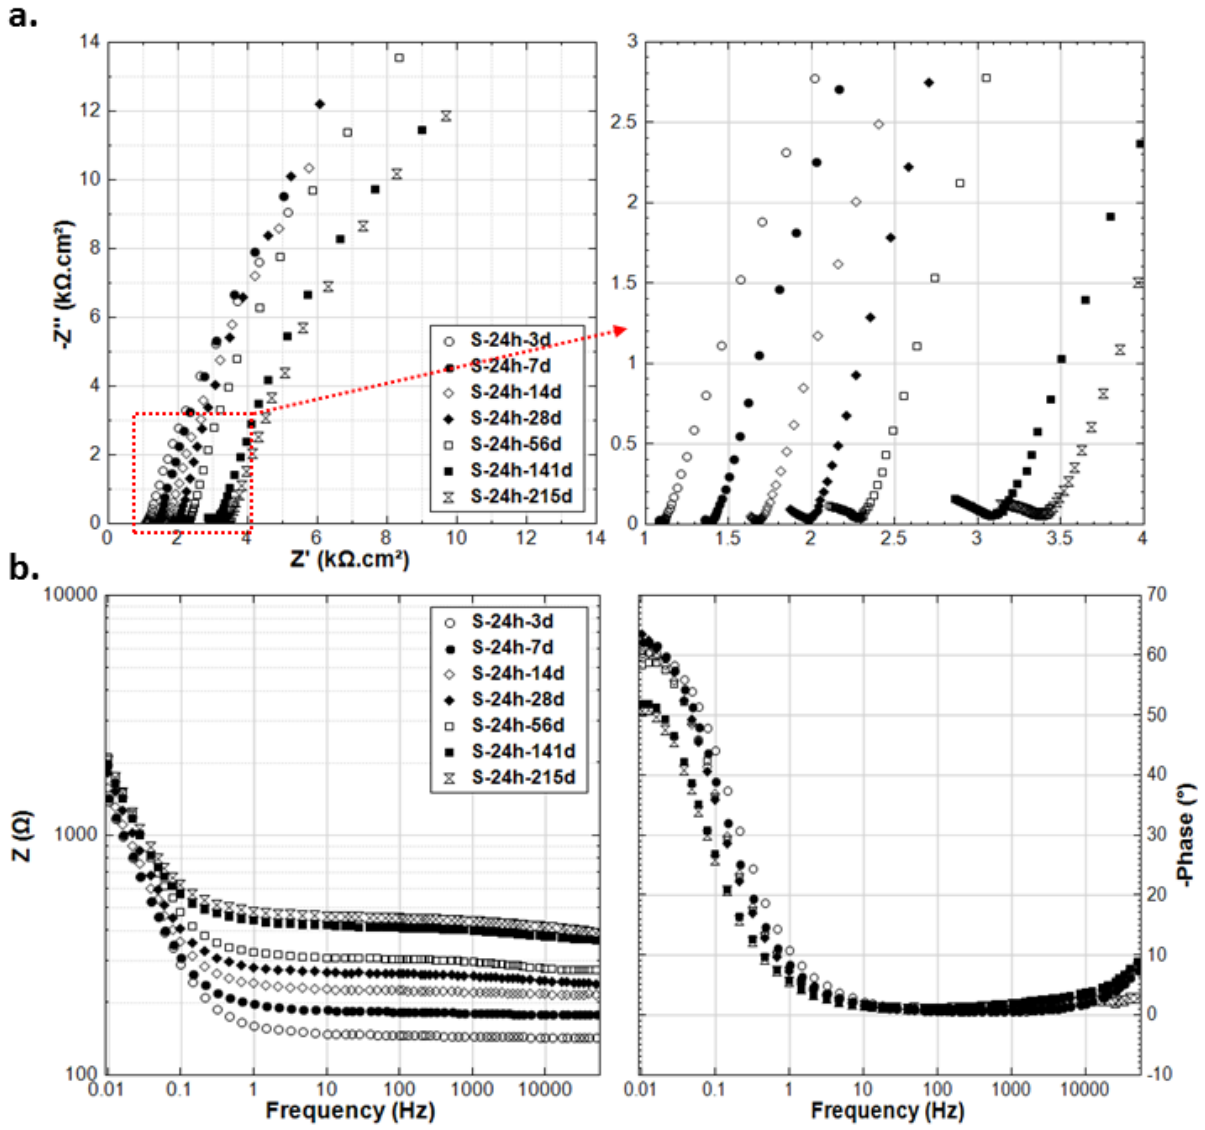 a.
14
12
10
8
6
4
2
0
-Z'' (kΩ.cm²)
0 2 4 6 8 10 12 14
Z' (kΩ.cm²)
S-24h-3d
S-24h-7d
S-24h-14d
S-24h-28d
S-24h-56d
S-24h-141d
S-24h-215d
3
2.5
2
1.5
1
0.5
0
1 1.5 2 2.5 3 3.5 4
b.
10000
1000
100
Z (Ω)
0.01 0.1 1 10 100 1000 10000
Frequency (Hz)
S-24h-3d
S-24h-7d
S-24h-14d
S-24h-28d
S-24h-56d
S-24h-141d
S-24h-215d
70
60
50
40
30
20
10
0
-10
-Phase (°)
0.01 0.1 1 10 100 1000 10000
Frequency (Hz)